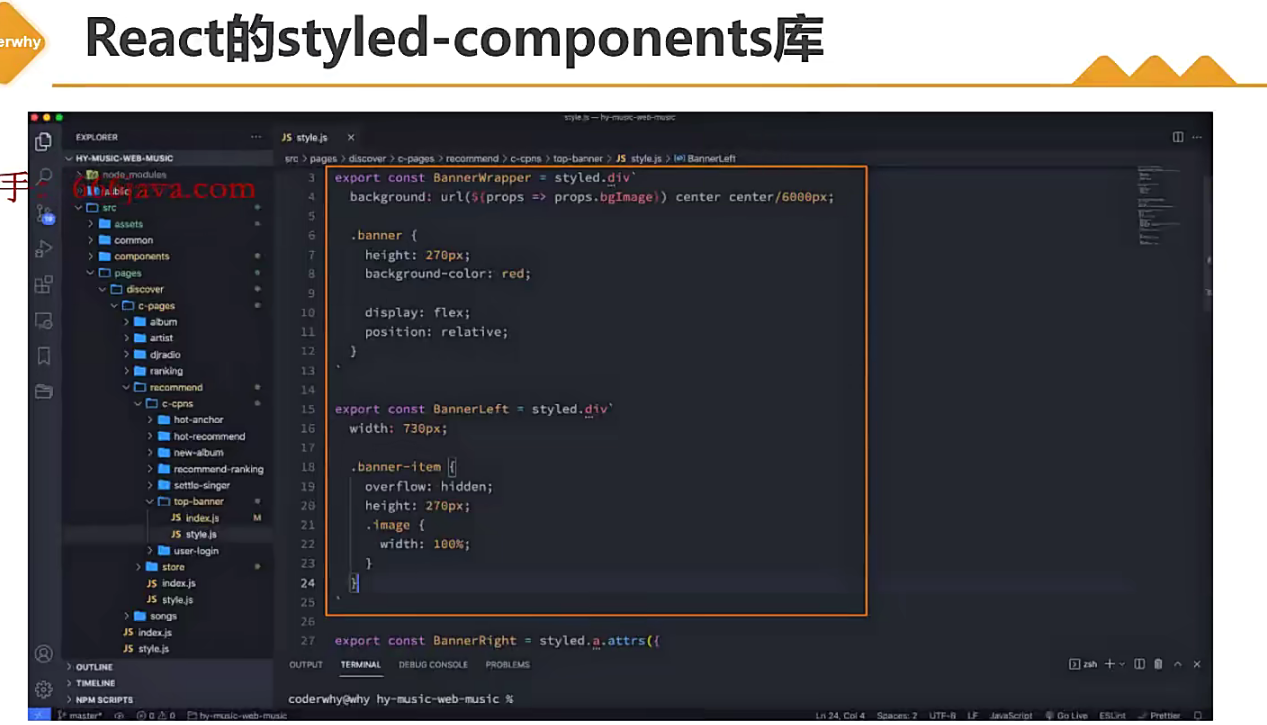 erwhy
React的styled-components库
style.js — hy-music-web-music
EXPLORER
JS style.js ×
HY-MUSIC-WEB-MUSIC
src > pages > discover > c-pages > recommend > c-cpns > top-banner > JS style.js > BannerLeft
手
666java.com
node_modules
public
src
assets
common
components
pages
discover
c-pages
album
artist
djradio
ranking
recommend
c-cpns
hot-anchor
hot-recommend
new-album
recommend-ranking
settle-singer
top-banner
JS index.js M
JS style.js
user-login
store
JS index.js
JS style.js
songs
JS index.js
JS style.js
OUTLINE
TIMELINE
NPM SCRIPTS
3 export const BannerWrapper = styled.div`
4 background: url(${props => props.bgImage}) center center/6000px;
5
6 .banner {
7 height: 270px;
8 background-color: red;
9
10 display: flex;
11 position: relative;
12 }
13 `
14
15 export const BannerLeft = styled.div`
16 width: 730px;
17
18 .banner-item {
19 overflow: hidden;
20 height: 270px;
21 .image {
22 width: 100%;
23 }
24 }
25 `
26
27 export const BannerRight = styled.a.attrs({
OUTPUT TERMINAL DEBUG CONSOLE PROBLEMS
zsh
coderwhy@why hy-music-web-music %
master* 0 0 hy-music-web-music
Ln 24, Col 4 Spaces: 2 UTF-8 LF JavaScript Go Live ESLint Prettier